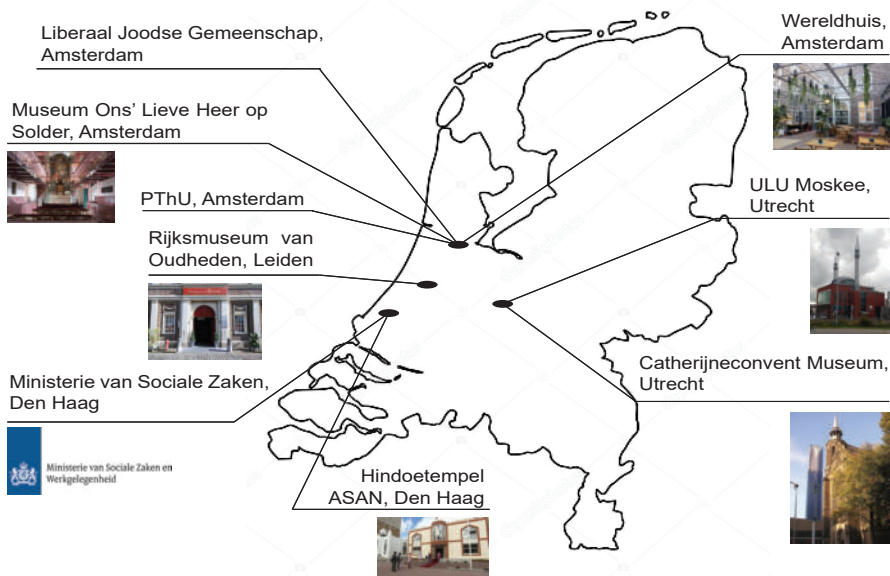 Liberaal Joodse Gemeenschap,
Amsterdam
Wereldhuis,
Amsterdam
Museum Ons' Lieve Heer op
Solder, Amsterdam
PThU, Amsterdam
ULU Moskee,
Utrecht
Rijksmuseum van
Oudheden, Leiden
Ministerie van Sociale Zaken,
Den Haag
Catherijneconvent Museum,
Utrecht
Ministerie van Sociale Zaken en
Werkgelegenheid
Hindoetempel
ASAN, Den Haag